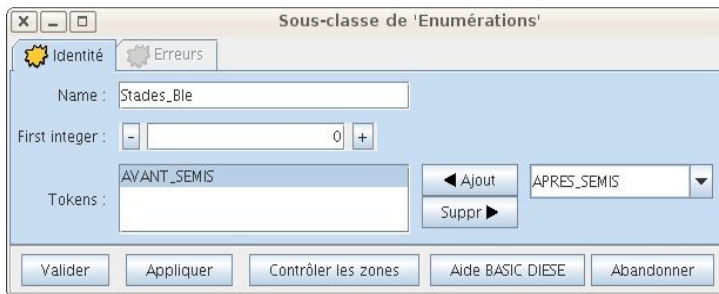 Sous-classe de 'Enumérations'
Identité Erreurs
Name : Stades_Ble
First integer : - 0 +
AVANT_SEMIS Ajout APRES_SEMIS
Tokens :
Suppr
Valider Appliquer Contrôler les zones Aide BASIC DIESE Abandonner